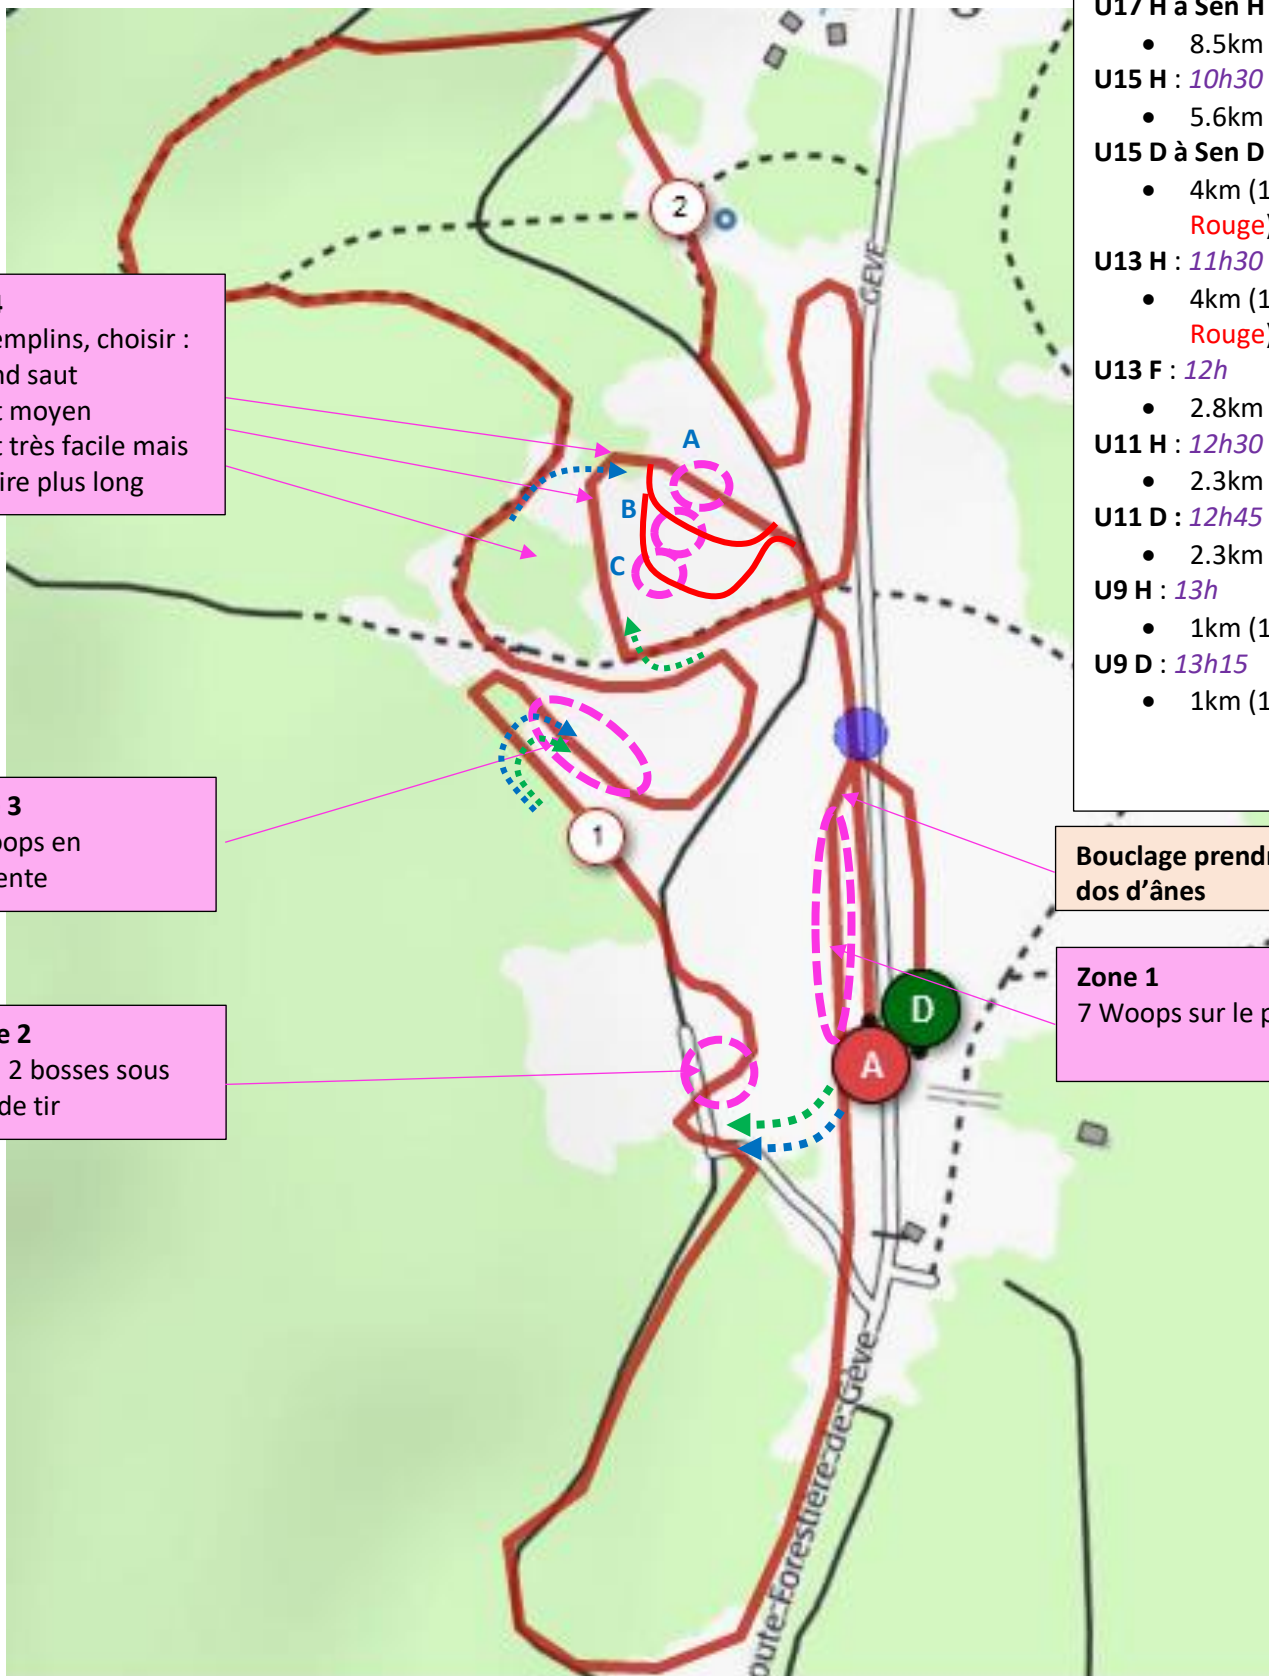 U17 H à Sen H
• 8.5km
U15 H : 10h30
• 5.6km
U15 D à Sen D
• 4km (1
Rouge)
U13 H : 11h30
• 4km (1
Rouge)
U13 F : 12h
• 2.8km
U11 H : 12h30
• 2.3km
U11 D : 12h45
• 2.3km
U9 H : 13h
• 1km (1
U9 D : 13h15
• 1km (1
GEVE
2
4
emplins, choisir :
nd saut
t moyen
t très facile mais
ire plus long
A
B
C
3
oops en
ente
1
Bouclage prendr
dos d’ânes
Zone 1
7 Woops sur le p
D
A
e 2
2 bosses sous
de tir
oute Forestière de Gève